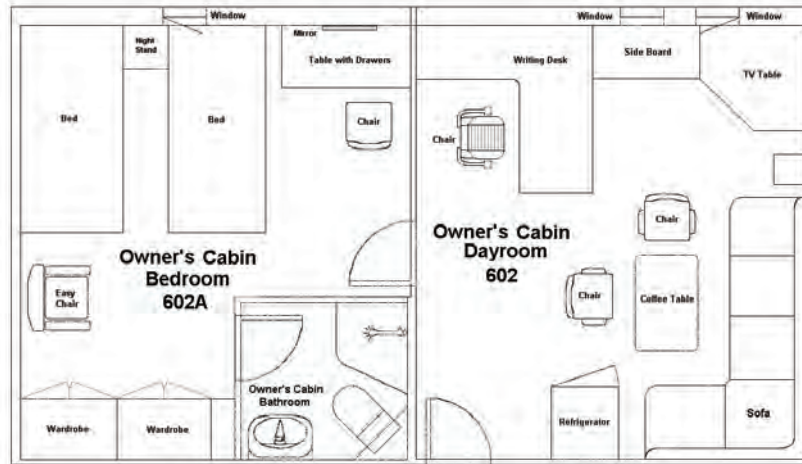 Window
Window
Window
Night
Stand
Mirror
Table with Drawers
Writing Desk
Side Board
TV Table
Bed
Bed
Chair
Chair
Chair
Owner's Cabin
Bedroom
602A
Owner's Cabin
Dayroom
602
Easy
Chair
Chair
Coffee Table
Owner's Cabin
Bathroom
Wardrobe
Wardrobe
Refrigerator
Sofa